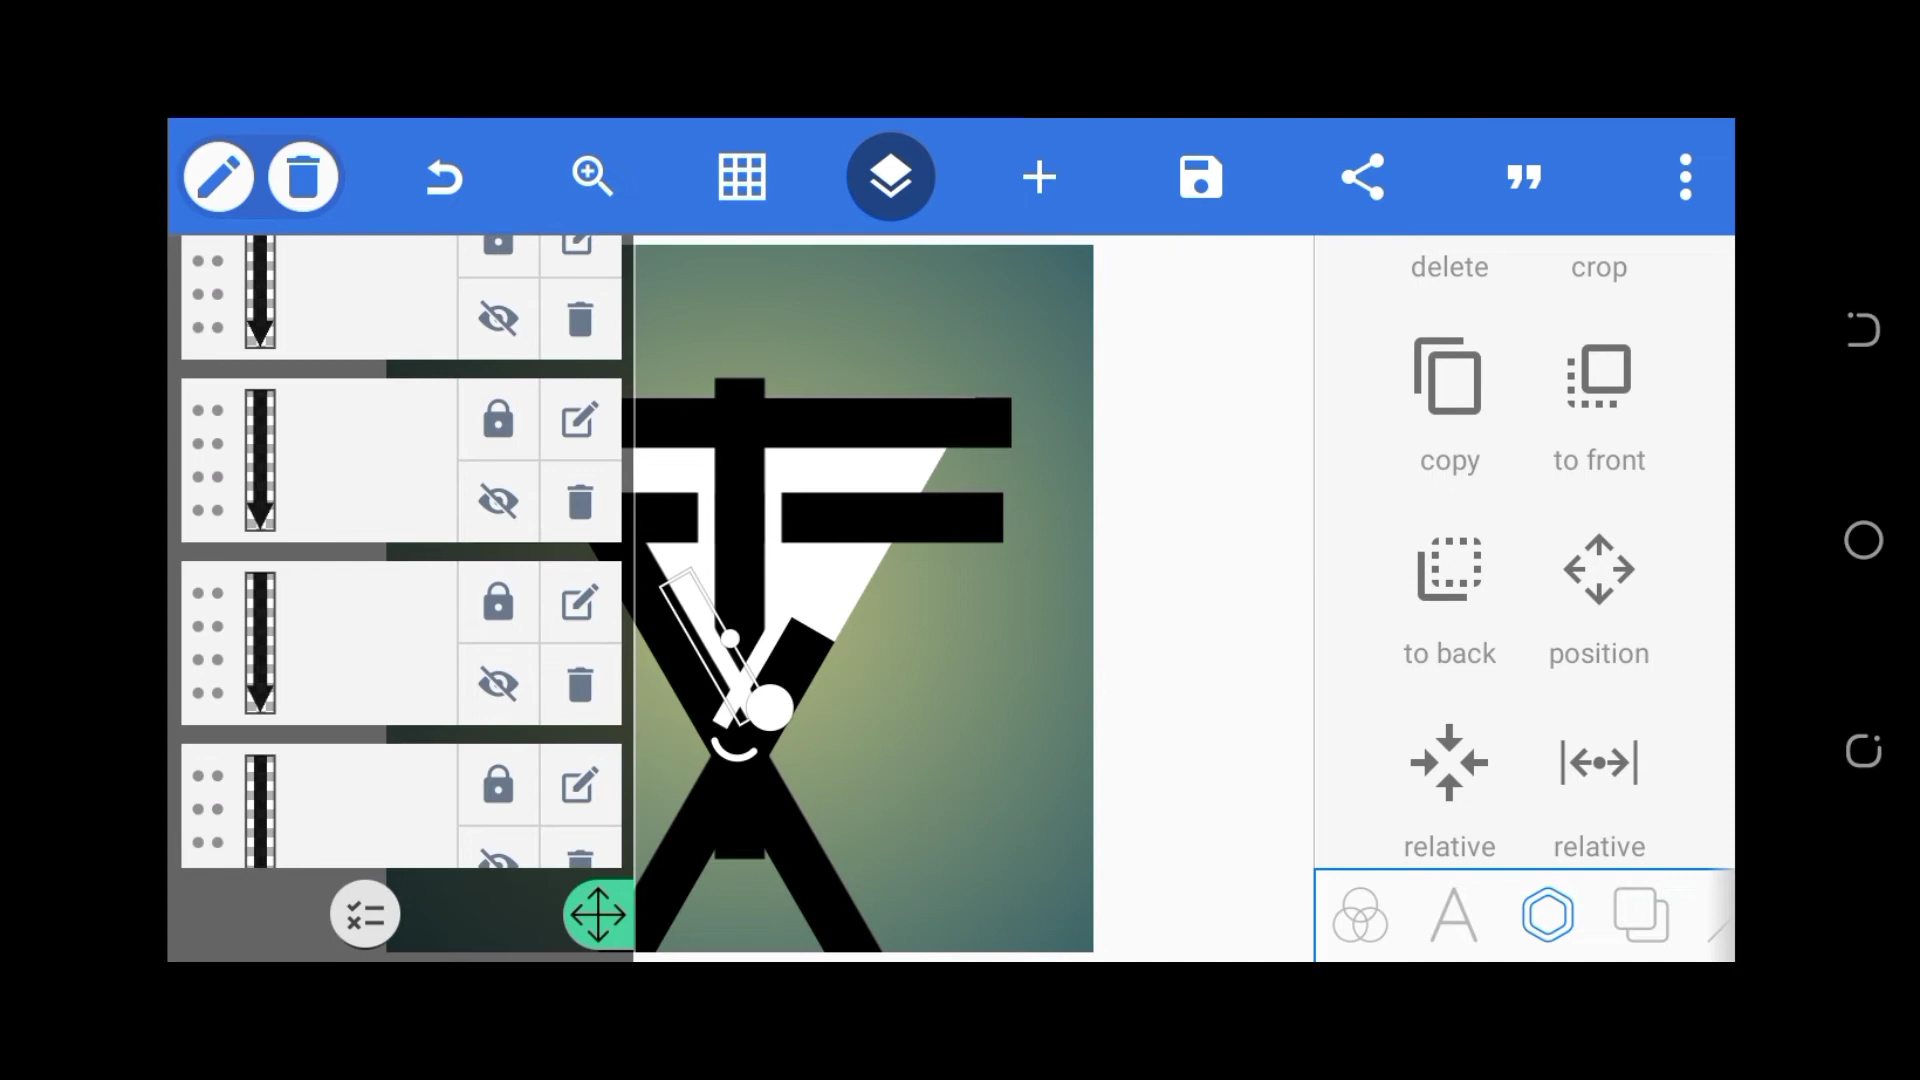 delete crop
copy to front
to back position
relative relative